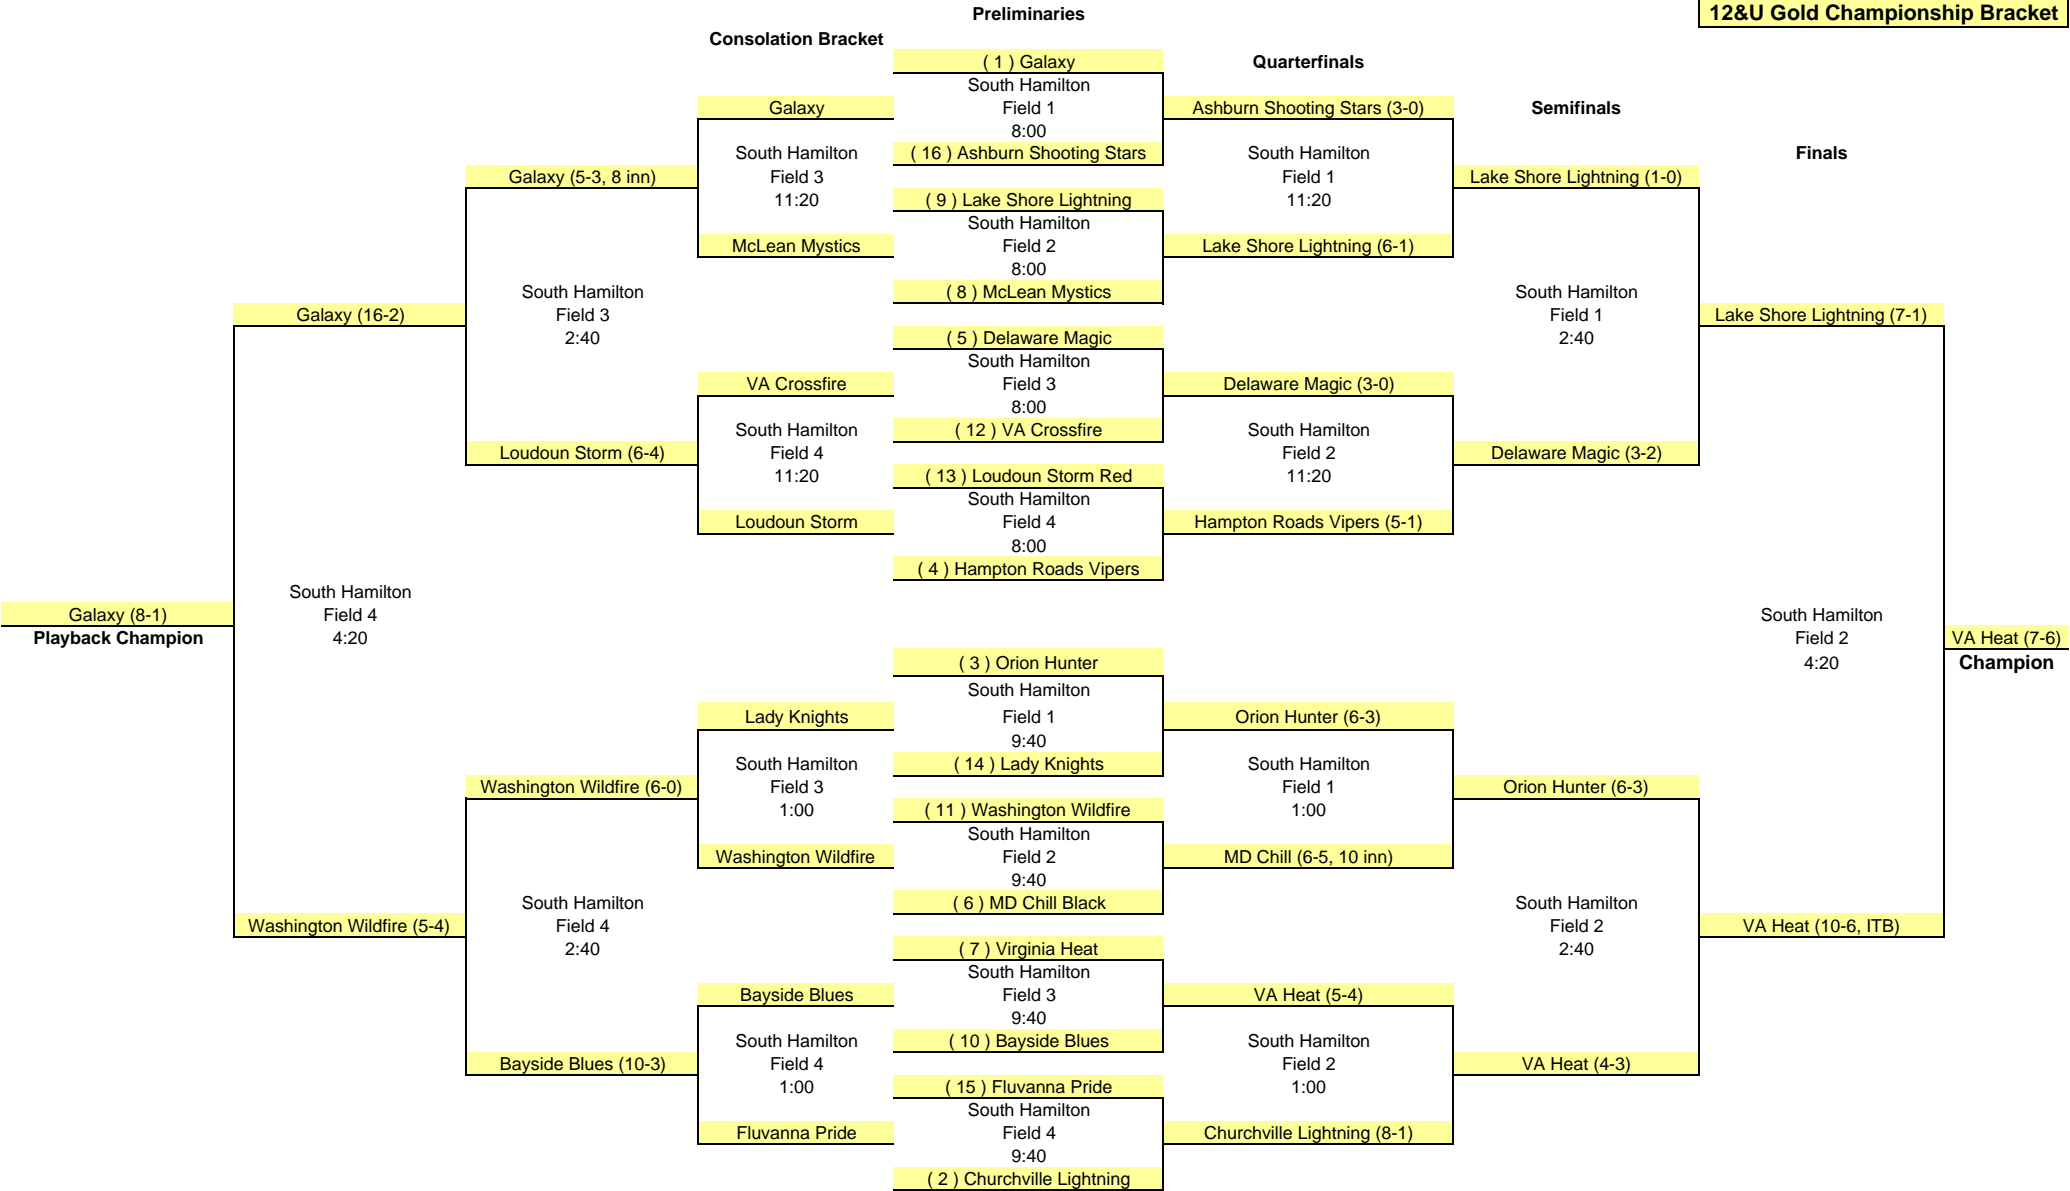 Preliminaries
12&U Gold Championship Bracket
Consolation Bracket
( 1 ) Galaxy
Quarterfinals
South Hamilton
Galaxy
Field 1
Ashburn Shooting Stars (3-0)
Semifinals
8:00
South Hamilton
( 16 ) Ashburn Shooting Stars
South Hamilton
Finals
Galaxy (5-3, 8 inn)
Field 3
Field 1
Lake Shore Lightning (1-0)
11:20
( 9 ) Lake Shore Lightning
11:20
South Hamilton
McLean Mystics
Field 2
Lake Shore Lightning (6-1)
8:00
South Hamilton
( 8 ) McLean Mystics
South Hamilton
Galaxy (16-2)
Field 3
Field 1
Lake Shore Lightning (7-1)
2:40
( 5 ) Delaware Magic
2:40
South Hamilton
VA Crossfire
Field 3
Delaware Magic (3-0)
8:00
South Hamilton
( 12 ) VA Crossfire
South Hamilton
Loudoun Storm (6-4)
Field 4
Field 2
Delaware Magic (3-2)
11:20
( 13 ) Loudoun Storm Red
11:20
South Hamilton
Loudoun Storm
Field 4
Hampton Roads Vipers (5-1)
8:00
( 4 ) Hampton Roads Vipers
South Hamilton
Galaxy (8-1)
Field 4
South Hamilton
Playback Champion
4:20
Field 2
VA Heat (7-6)
( 3 ) Orion Hunter
4:20
Champion
South Hamilton
Lady Knights
Field 1
Orion Hunter (6-3)
9:40
South Hamilton
( 14 ) Lady Knights
South Hamilton
Washington Wildfire (6-0)
Field 3
Field 1
Orion Hunter (6-3)
1:00
( 11 ) Washington Wildfire
1:00
South Hamilton
Washington Wildfire
Field 2
MD Chill (6-5, 10 inn)
9:40
South Hamilton
( 6 ) MD Chill Black
South Hamilton
Washington Wildfire (5-4)
Field 4
Field 2
VA Heat (10-6, ITB)
2:40
( 7 ) Virginia Heat
2:40
South Hamilton
Bayside Blues
Field 3
VA Heat (5-4)
9:40
South Hamilton
( 10 ) Bayside Blues
South Hamilton
Bayside Blues (10-3)
Field 4
Field 2
VA Heat (4-3)
1:00
( 15 ) Fluvanna Pride
1:00
South Hamilton
Fluvanna Pride
Field 4
Churchville Lightning (8-1)
9:40
( 2 ) Churchville Lightning